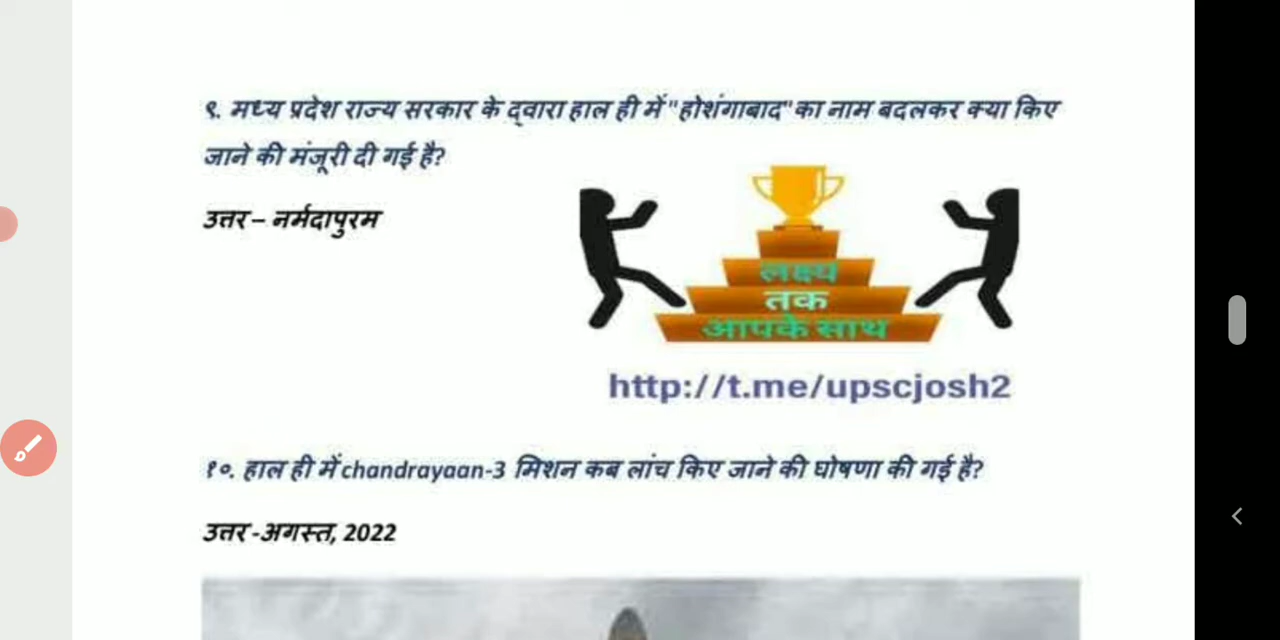 ९. मध्य प्रदेश राज्य सरकार के द्वारा हाल ही में "होशंगाबाद" का नाम बदलकर क्या किए
जाने की मंजूरी दी गई है?
उत्तर – नर्मदापुरम
लक्ष्य
तक
आपके साथ
http://t.me/upscjosh2
१०. हाल ही में chandrayaan-3 मिशन कब लांच किए जाने की घोषणा की गई है?
उत्तर -अगस्त, 2022